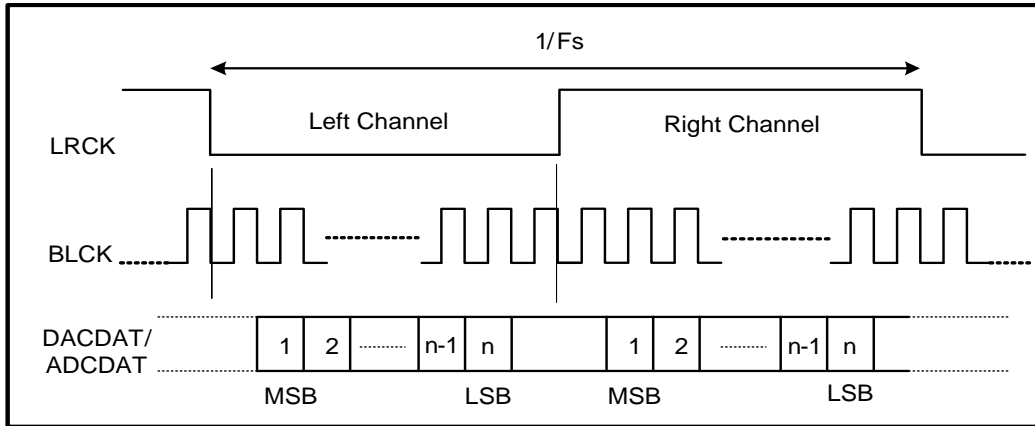 1/Fs
Left Channel
Right Channel
LRCK
BLCK
DACDAT/
ADCDAT
1 2 n-1 n 1 2 n-1 n
MSB LSB MSB LSB